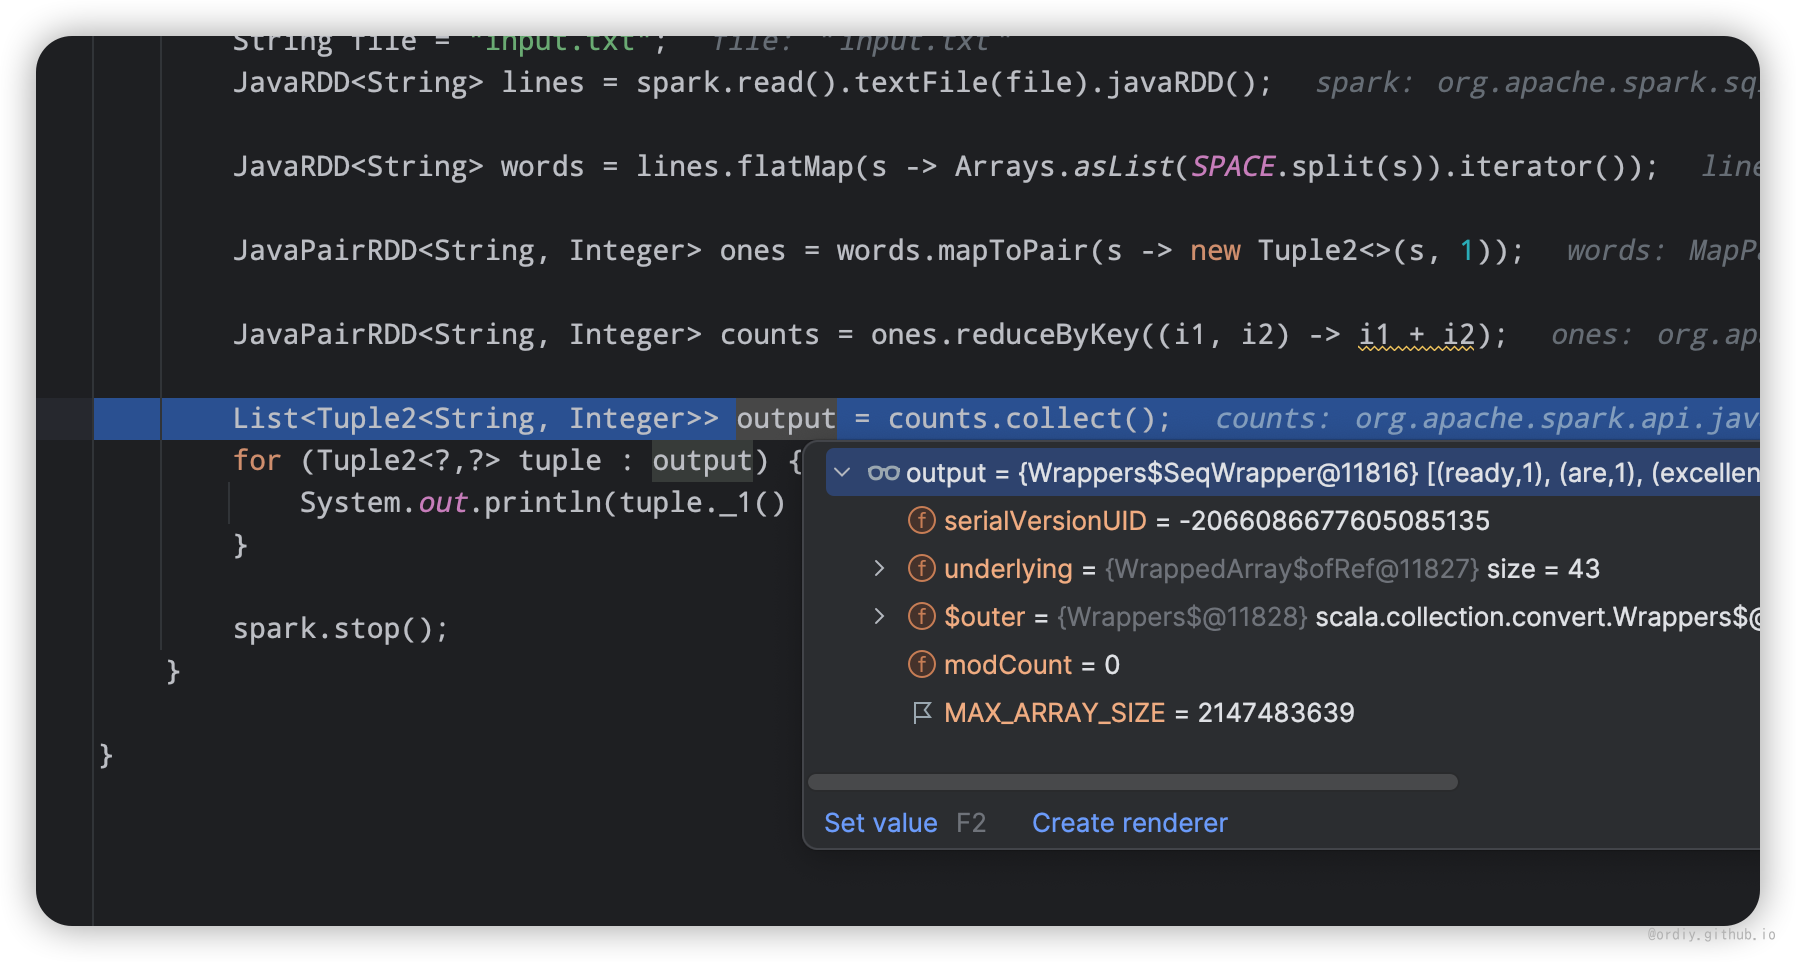 String file = "input.txt";   file: "input.txt"
JavaRDD<String> lines = spark.read().textFile(file).javaRDD();   spark: org.apache.spark.sq
JavaRDD<String> words = lines.flatMap(s -> Arrays.asList(SPACE.split(s)).iterator());   line
JavaPairRDD<String, Integer> ones = words.mapToPair(s -> new Tuple2<>(s, 1));   words: MapPa
JavaPairRDD<String, Integer> counts = ones.reduceByKey((i1, i2) -> i1 + i2);   ones: org.apa
List<Tuple2<String, Integer>> output = counts.collect();   counts: org.apache.spark.api.jav
for (Tuple2<?,?> tuple : output) {
output = {Wrappers$SeqWrapper@11816} [(ready,1), (are,1), (excellen
System.out.println(tuple._1()
serialVersionUID = -2066086677605085135
}
underlying = {WrappedArray$ofRef@11827} size = 43
$outer = {Wrappers$@11828} scala.collection.convert.Wrappers$@
spark.stop();
modCount = 0
}
MAX_ARRAY_SIZE = 2147483639
}
Set value F2 Create renderer
@ordiy.github.io